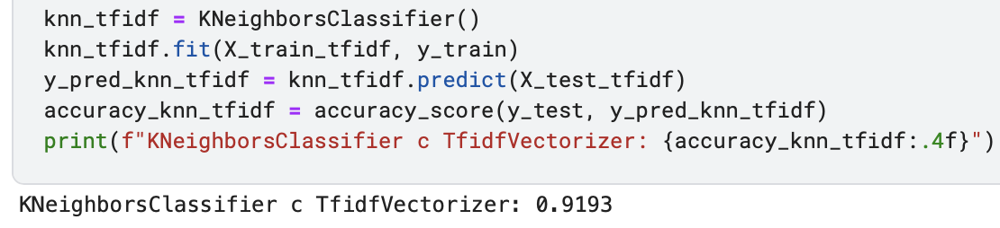 knn_tfidf = KNeighborsClassifier()
knn_tfidf.fit(X_train_tfidf, y_train)
y_pred_knn_tfidf = knn_tfidf.predict(X_test_tfidf)
accuracy_knn_tfidf = accuracy_score(y_test, y_pred_knn_tfidf)
print(f"KNeighborsClassifier с TfidfVectorizer: {accuracy_knn_tfidf:.4f}")
KNeighborsClassifier с TfidfVectorizer: 0.9193